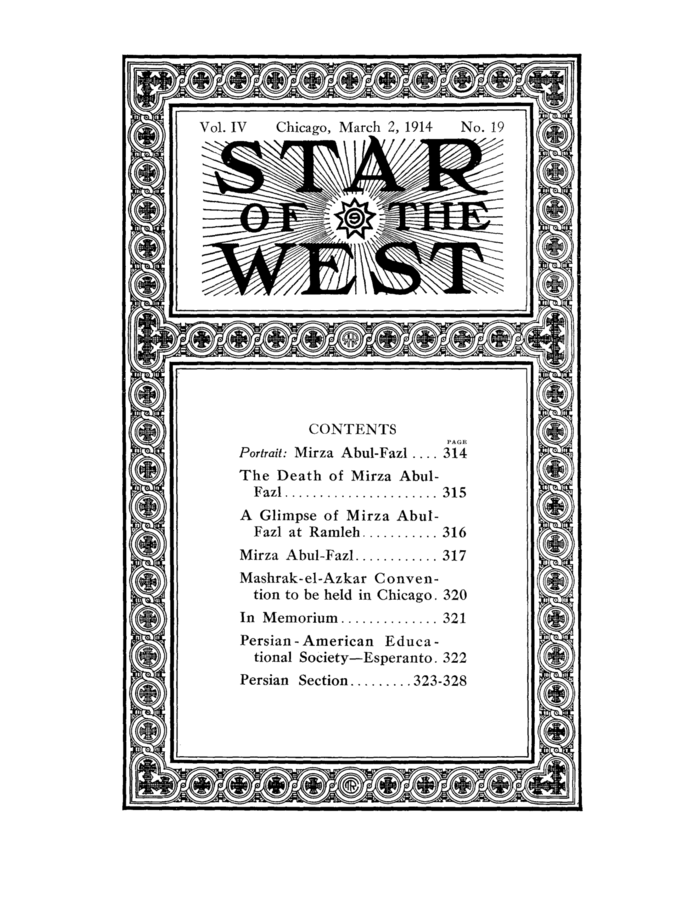 Vol. IV Chicago, March 2, 1914 No. 19
STAR
OF THE
WEST
CONTENTS
PAGE
Portrait: Mirza Abul-Fazl .... 314
The Death of Mirza Abul-
Fazl...................... 315
A Glimpse of Mirza Abul-
Fazl at Ramleh........... 316
Mirza Abul-Fazl............ 317
Mashrak-el-Azkar Conven-
tion to be held in Chicago. 320
In Memorium.............. 321
Persian-American Educa-
tional Society—Esperanto. 322
Persian Section.........323-328